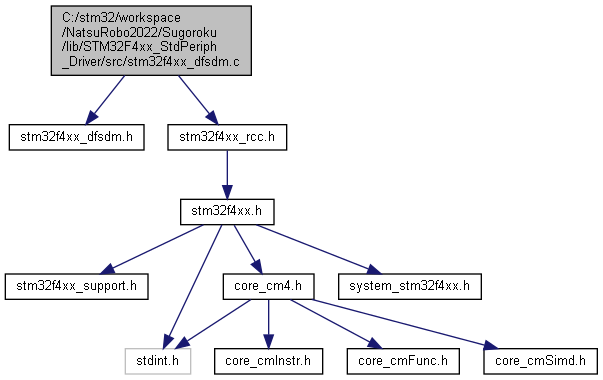 C:/stm32/workspace
/NatsuRobo2022/Sugoroku
/lib/STM32F4xx_StdPeriph
_Driver/src/stm32f4xx_dfsdm.c
stm32f4xx_dfsdm.h
stm32f4xx_rcc.h
stm32f4xx.h
stm32f4xx_support.h
core_cm4.h
system_stm32f4xx.h
stdint.h
core_cmInstr.h
core_cmFunc.h
core_cmSimd.h